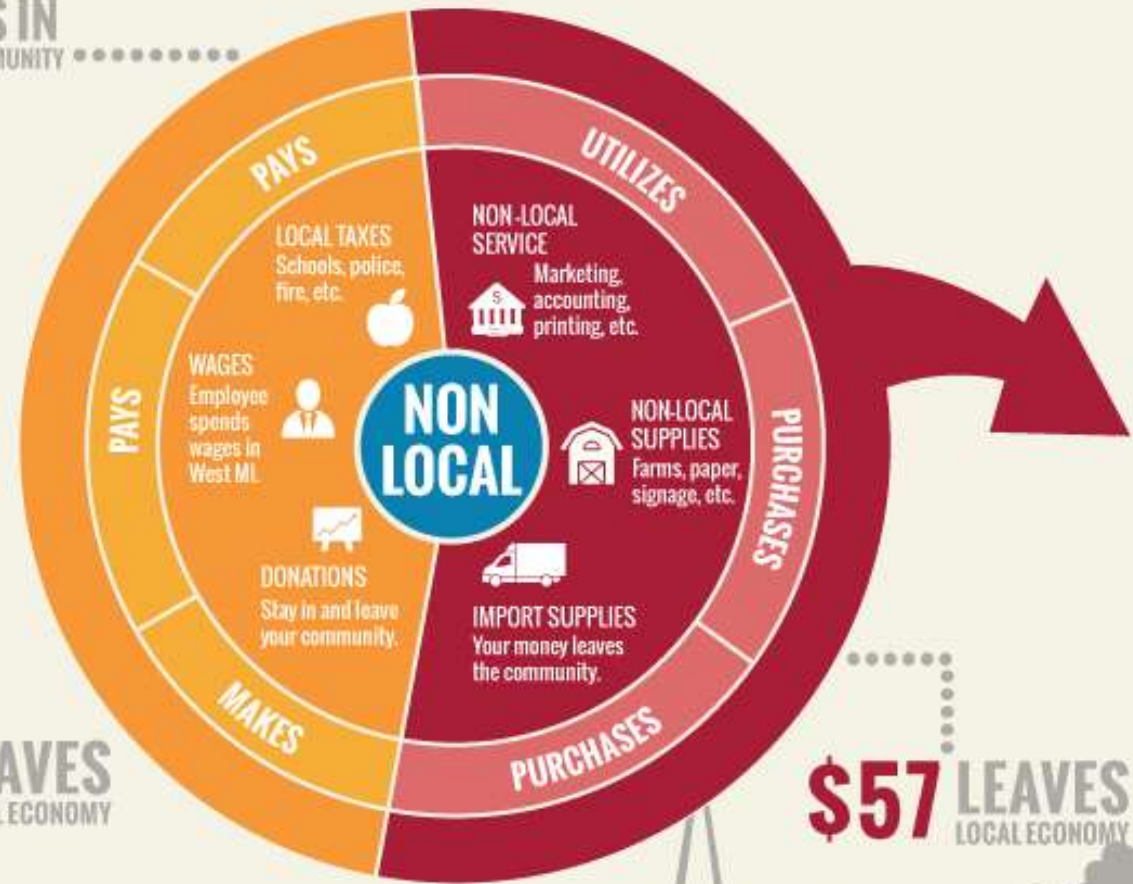 IN
PAYS
UTILIZES
LOCAL TAXES
Schools, police,
fire, etc.
NON-LOCAL
SERVICE
$
Marketing,
accounting,
printing, etc.
WAGES
Employee
spends
wages in
West MI.
PAYS
NON
LOCAL
NON-LOCAL
SUPPLIES
Farms, paper,
signage, etc.
PURCHASES
DONATIONS
Stay in and leave
your community.
IMPORT SUPPLIES
Your money leaves
the community.
MAKES
PURCHASES
ECONOMY
$57 LEAVES
LOCAL ECONOMY